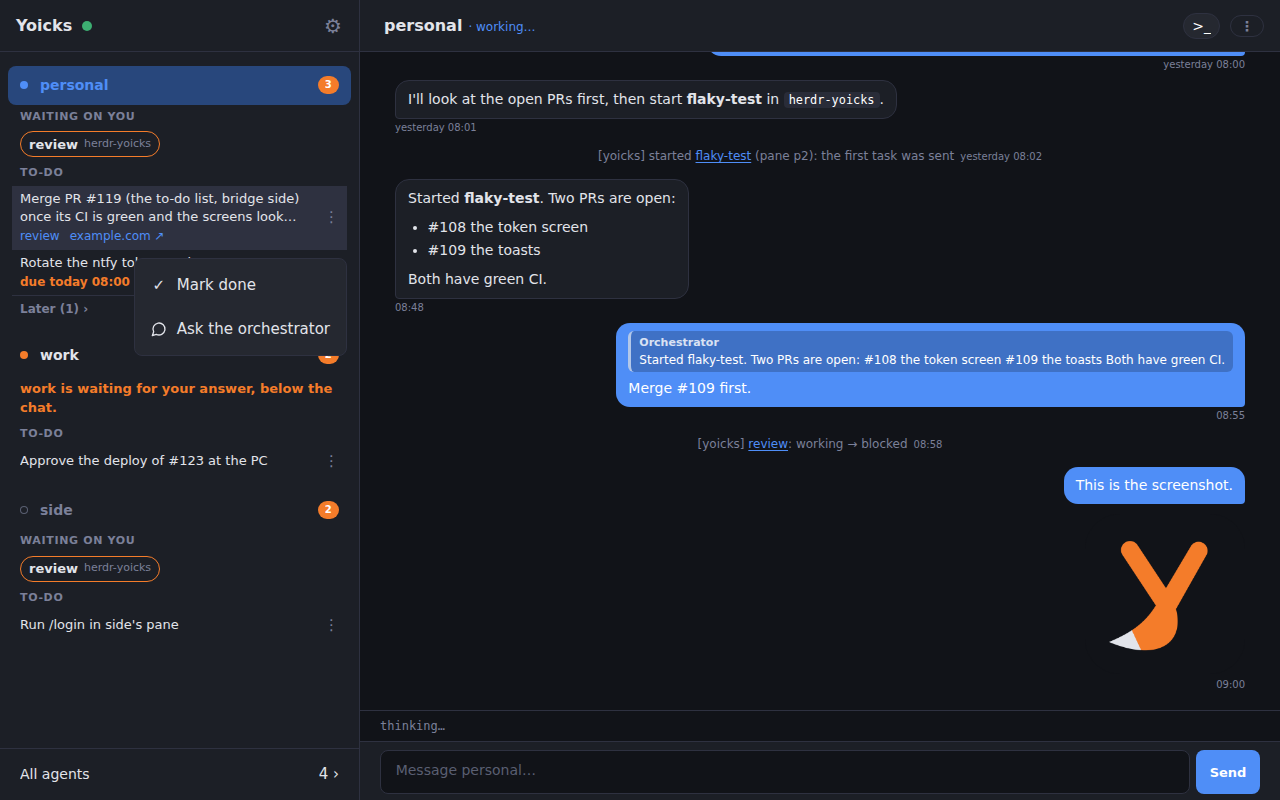 Yoicks
personal · working…
>_
yesterday 08:00
personal 3
WAITING ON YOU
review herdr-yoicks
TO-DO
Merge PR #119 (the to-do list, bridge side)
once its CI is green and the screens look…
review example.com ↗
Rotate the ntfy
due today 08:00
Later (1) ›
✓ Mark done
Ask the orchestrator
work
work is waiting for your answer, below the
chat.
TO-DO
Approve the deploy of #123 at the PC
side 2
WAITING ON YOU
review herdr-yoicks
TO-DO
Run /login in side's pane
All agents 4 ›
I'll look at the open PRs first, then start flaky-test in herdr-yoicks.
yesterday 08:01
[yoicks] started flaky-test (pane p2): the first task was sent yesterday 08:02
Started flaky-test. Two PRs are open:
• #108 the token screen
• #109 the toasts
Both have green CI.
08:48
Orchestrator
Started flaky-test. Two PRs are open: #108 the token screen #109 the toasts Both have green CI.
Merge #109 first.
08:55
[yoicks] review: working → blocked 08:58
This is the screenshot.
09:00
thinking…
Message personal…
Send